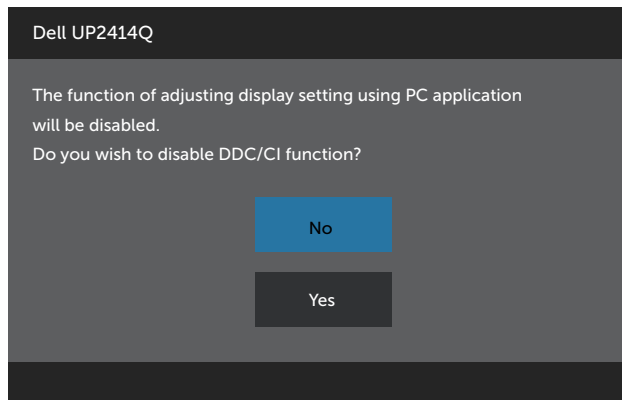 Dell UP2414Q
The function of adjusting display setting using PC application
will be disabled.
Do you wish to disable DDC/CI function?
No
Yes